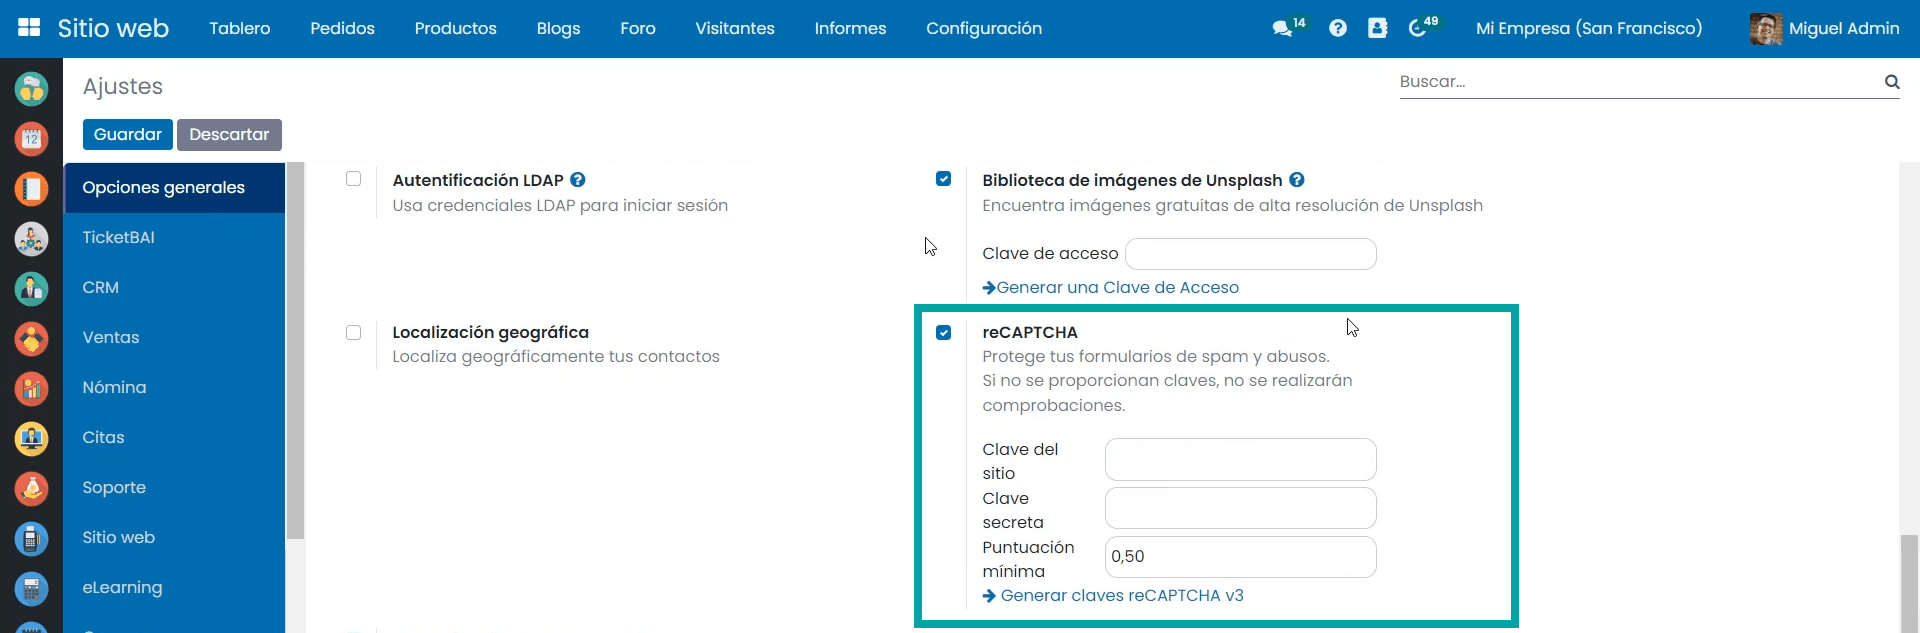 Sitio web Tablero Pedidos Productos Blogs Foro Visitantes Informes Configuración 14 49 Mi Empresa (San Francisco) Miguel Admin
Ajustes
Buscar...
Guardar Descartar
Opciones generales
TicketBAI
CRM
Ventas
Nómina
Citas
Soporte
Sitio web
eLearning
Autentificación LDAP
Usa credenciales LDAP para iniciar sesión
Biblioteca de imágenes de Unsplash
Encuentra imágenes gratuitas de alta resolución de Unsplash
Clave de acceso
Generar una Clave de Acceso
Localización geográfica
Localiza geográficamente tus contactos
reCAPTCHA
Protege tus formularios de spam y abusos.
Si no se proporcionan claves, no se realizarán
comprobaciones.
Clave del
sitio
Clave
secreta
Puntuación
mínima
0,50
Generar claves reCAPTCHA v3